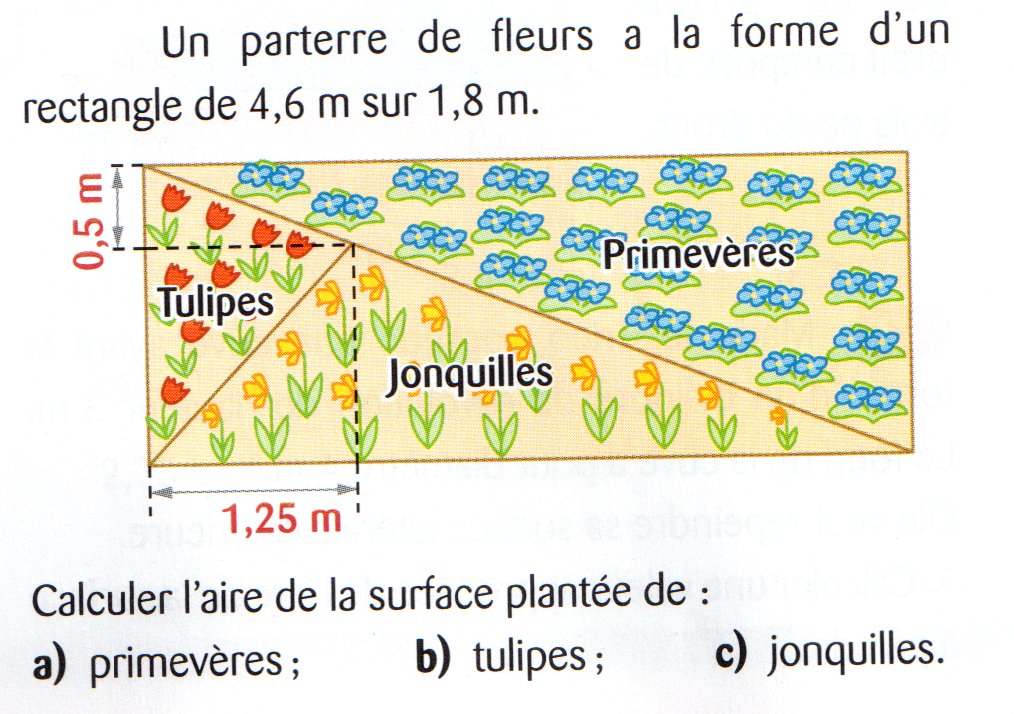 Un parterre de fleurs a la forme d'un
rectangle de 4,6 m sur 1,8 m.
0,5 m
Primevères
Tulipes
Jonquilles
1,25 m
Calculer l'aire de la surface plantée de :
a) primevères ; b) tulipes ; c) jonquilles.